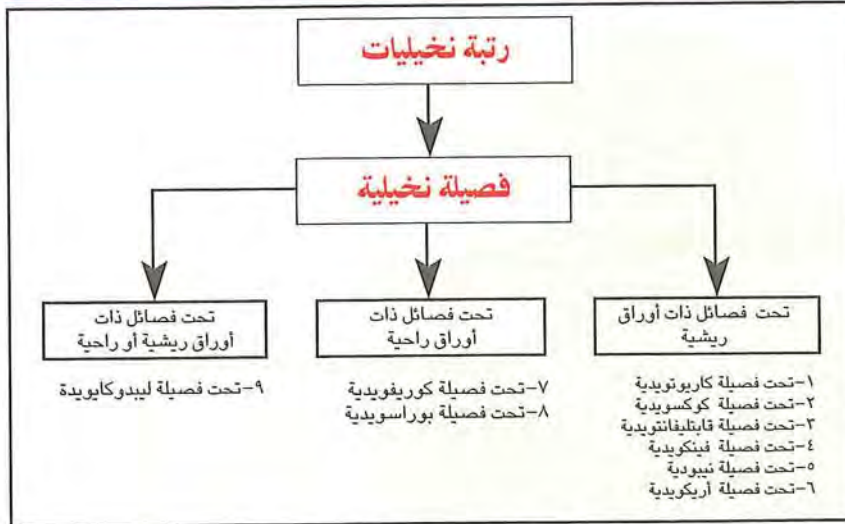 رتبة نخيليات
فصيلة نخيلية
تحت فصائل ذات أوراق
ريشية
١-تحت فصيلة كاريوتويدية
٢-تحت فصيلة كوكسويدية
٣-تحت فصيلة قابتليفانتويدية
٤-تحت فصيلة فينكويدية
٥-تحت فصيلة نيبودية
٦-تحت فصيلة أريكويدية
تحت فصائل ذات
أوراق راحية
٧-تحت فصيلة كوريفويدية
٨-تحت فصيلة بوراسويدية
تحت فصائل ذات
أوراق ريشية أو راحية
٩-تحت فصيلة ليبدوكايويدة